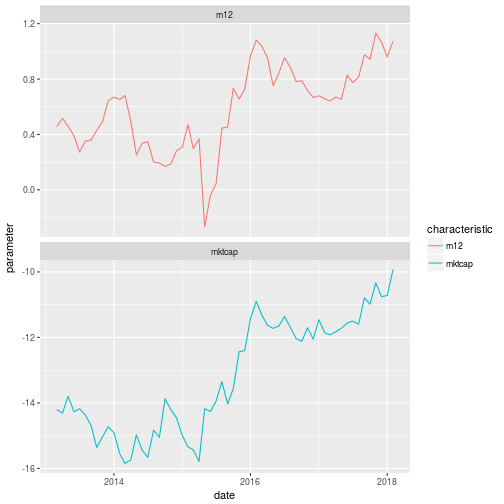 m12
1.2
0.8
0.4
0.0
parameter
mktcap
-10
-12
-14
-16
2014
2016
2018
date
characteristic
m12
mktcap